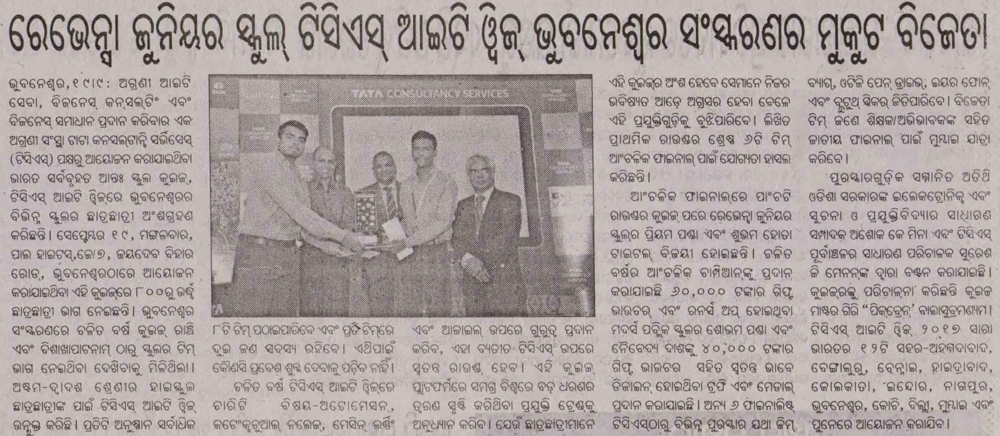 ରେଭେନ୍ସା ଜୁନିୟର ସ୍କୁଲ୍ ଟିସିଏସ୍ ଆଇଟି ଓ୍ବିଜ୍ ଭୁବନେଶ୍ୱର ସଂସ୍କରଣର ମୁକୁଟ ବିଜେତା
ଭୁବନେଶ୍ୱର,୧୯।୯: ଅଗ୍ରଣୀ ଆଇଟି
ସେବା, ବିଜନେସ୍ କନ୍‌ସଲ୍‌ଟିଂ ଏବଂ
ବିଜନେସ୍ ସମାଧାନ ପ୍ରଦାନ କରିବାର ଏକ
ଅଗ୍ରଣୀ ସଂସ୍ଥା ଟାଟା କନସଲ୍‌ଟାନ୍ସି ସର୍ଭିସେସ୍
(ଟିସିଏସ୍) ପକ୍ଷରୁ ଆୟୋଜନ କରାଯାଇଥିବା
ଭାରତ ସର୍ବବୃହତ ଆନ୍ତଃ ସ୍କୁଲ କୁଇଜ୍,
ଟିସିଏସ୍ ଆଇଟି ଓ୍ବିଜ୍‌ରେ ଭୁବନେଶ୍ୱରର
ବିଭିନ୍ନ ସ୍କୁଲର ଛାତ୍ରଛାତ୍ରୀ ଅଂଶଗ୍ରହଣ
କରିଛନ୍ତି। ସେପ୍ଟେମ୍ବର ୧୯, ମଙ୍ଗଳବାର,
ପାଲ ହାଇଟ୍‌ସ୍,ଜେ/୭, ଜୟଦେବ ବିହାର
ରୋଡ୍, ଭୁବନେଶ୍ୱରଠାରେ ଆୟୋଜନ
କରାଯାଇଥିବା ଏହି କୁଇଜ୍‌ରେ ୮୦୦ରୁ ଉର୍ଦ୍ଧ୍ୱ
ଛାତ୍ରଛାତ୍ରୀ ଭାଗ ନେଇଛନ୍ତି। ଭୁବନେଶ୍ୱର
ସଂସ୍କରଣରେ ଚଳିତ ବର୍ଷ କୁଇଜ୍ ରାଞ୍ଚି
ଏବଂ ବିଶାଖାପାଟନାମ୍ ଠାରୁ ସ୍କୁଲର ଟିମ୍
ଭାଗ ନେଇଥିବା ଦେଖିବାକୁ ମିଳିଥିଲା।
ଅଷ୍ଟମ-ଦ୍ୱାଦଶ ଶ୍ରେଣୀର ହାଇସ୍କୁଲ
ଛାତ୍ରଛାତ୍ରୀଙ୍କ ପାଇଁ ଟିସିଏସ୍ ଆଇଟି ଓ୍ବିଜ୍
ଉନ୍ମୁକ୍ତ କରିଛି। ପ୍ରତିଟି ଅନୁଷ୍ଠାନ ସର୍ବାଧିକ
TATA CONSULTANCY SERVICES
୮ଟି ଟିମ୍ ପଠାଇପାରିବେ ଏବଂ ପ୍ରତି ଟିମ୍‌ରେ
ଦୁଇ ଜଣ ସଦସ୍ୟ ରହିବେ। ଏଥିପାଇଁ
କୌଣସି ପ୍ରବେଶ ଶୁଳ୍କ ଦେବାକୁ ପଡ଼ିବ ନାହିଁ।
ଚଳିତ ବର୍ଷ ଟିସିଏସ୍ ଆଇଟି ଓ୍ବିଜ୍‌ରେ
ଚାରିଟି ବିଷୟ-ଅଟୋମେସନ୍,
କଟେଂକ୍ସଚୁଆଲ୍ ନଲେଜ୍, ମେସିନ୍ ଲର୍ଣ୍ଣିଂ
ଏବଂ ଆଜାଇଲ୍ ଉପରେ ଗୁରୁତ୍ୱ ପ୍ରଦାନ
କରିବ, ଏହା ବ୍ୟତୀତ ଟିସିଏସ୍ ଉପରେ
ସ୍ୱତନ୍ତ ରାଉଣ୍ଡ ହେବ। ଏହି କୁଇଜ୍
ପ୍ଲାଟଫର୍ମରେ ସମଗ୍ର ବିଶ୍ୱରେ ବଡ଼ ଧରଣର
ତ୍ୱରଣ ସୃଷ୍ଟି କରିଥିବା ପ୍ରଯୁକ୍ତି ଟ୍ରେଣ୍ଡକୁ
ଅନୁଧ୍ୟାନ କରିବ। ଯେଉଁ ଛାତ୍ରଛାତ୍ରୀମାନେ
ଏହି କୁଇଜ୍‌ର ଅଂଶ ହେବେ ସେମାନେ ନିଜର
ଭବିଷ୍ୟତ ଆଡ଼େ ଅଗ୍ରସର ହେବା ବେଳେ
ଏହି ପ୍ରଯୁକ୍ତିଗୁଡ଼ିକୁ ବୁଝିପାରିବେ। ଲିଖିତ
ପ୍ରାଥମିକ ରାଉଣ୍ଡର ଶ୍ରେଷ୍ଠ ୬ଟି ଟିମ୍
ଆଂଚଳିକ ଫାଇନାଲ୍ ପାଇଁ ଯୋଗ୍ୟତା ହାସଲ
କରିଛନ୍ତି।
ଆଂଚଳିକ ଫାଇନାଲ୍‌ରେ ପାଂଚଟି
ରାଉଣ୍ଡର କୁଇଜ୍ ପରେ ରେଭେନ୍ସା ଜୁନିୟର
ସ୍କୁଲ୍‌ର ପ୍ରିୟମ ପଣ୍ଡା ଏବଂ ଶୁଭମ ହୋତା
ଟାଇଟଲ୍ ବିଜୟୀ ହୋଇଛନ୍ତି। ଚଳିତ
ବର୍ଷର ଆଂଚଳିକ ଚାମ୍ପିଆନ୍‌ଙ୍କୁ ପ୍ରଦାନ
କରାଯାଇଛି ୬୦,୦୦୦ ଟଙ୍କାର ଗିଫ୍ଟ
ଭାଉଚର୍ ଏବଂ ରନର୍ସ ଅପ୍ ହୋଇଥିବା
ମଦର୍ସ ପବ୍ଲିକ ସ୍କୁଲର ଶୋଭମ ପଣ୍ଡା ଏବଂ
ନୈବେଦ୍ୟ ଦାଶଙ୍କୁ ୪୦,୦୦୦ ଟଙ୍କାର
ଗିଫ୍ଟ ଭାଉଚର ସହିତ ସ୍ୱତନ୍ତ ଭାବେ
ଡିଜାଇନ୍ ହୋଇଥିବା ଟ୍ରଫି ଏବଂ ମେଡାଲ୍
ପ୍ରଦାନ କରାଯାଇଛି। ଅନ୍ୟ ୬ ଫାଇନାଲିଷ୍ଟ
ଟିସିଏସ୍‌ଠାରୁ ବିଭିନ୍ନ ପୁରସ୍କାର ଯଥା ଜିମ୍
ବ୍ୟାଗ୍, ଓଟିଜି ପେନ୍ ଡ୍ରାଇଭ୍, ଇୟର ଫୋନ୍
ଏବଂ ବ୍ଲୁଟୁଥ୍ ସ୍ପିକର୍ ଜିତିପାରିବେ। ବିଜେତା
ଟିମ୍ ଜଣେ ଶିକ୍ଷକ/ଅଭିଭାବକଙ୍କ ସହିତ
ଜାତୀୟ ଫାଇନାଲ୍ ପାଇଁ ମୁମ୍ବାଇ ଯାତ୍ରା
କରିବେ।
ପୁରସ୍କାରଗୁଡ଼ିକ ସମ୍ମାନିତ ଅତିଥି
ଓଡିଶା ସରକାରଙ୍କ ଇଲେକଟ୍ରୋନିକ୍ସ ଏବଂ
ସୂଚନା ଓ ପ୍ରଯୁକ୍ତିବିଦ୍ୟାର ସାଧାରଣ
ସମ୍ପାଦକ ଅଶୋକ କେ ମିନା ଏବଂ ଟିସିଏସ୍
ପୂର୍ବାଞ୍ଚଳର ସାଧାରଣ ପରିଚାଳକ ସୁରେଶ
ଜି ମେନନ୍‌ଙ୍କ ଦ୍ୱାରା ବଣ୍ଟନ କରାଯାଇଛି।
କୁଇଜ୍‌ରକୁ ପରିଚାଳନା କରିଛନ୍ତି କୁଇଜ୍
ମାଷ୍ଟର ଗିରି “ପିକ୍‌ବ୍ରେନ୍’ ବାଲାସୁବ୍ରମଣ୍ୟମ।
ଟିସିଏସ୍ ଆଇଟି ଓ୍ବିଜ୍ ୨୦୧୭ ସାରା
ଭାରତର ୧୨ଟି ସହର-ଅହମ୍ମଦାବାଦ,
ବେଙ୍ଗାଲୁରୁ, ଚେନ୍ନାଇ, ହାଇଦ୍ରାବାଦ,
କୋଲକାତା, ଇନ୍ଦୋର, ନାଗପୁର,
ଭୁବନେଶ୍ୱର, କୋଚି, ଦିଲ୍ଲୀ, ମୁମ୍ବାଇ ଏବଂ
ପୁନେରେ ଆୟୋଜନ କରାଯିବ।